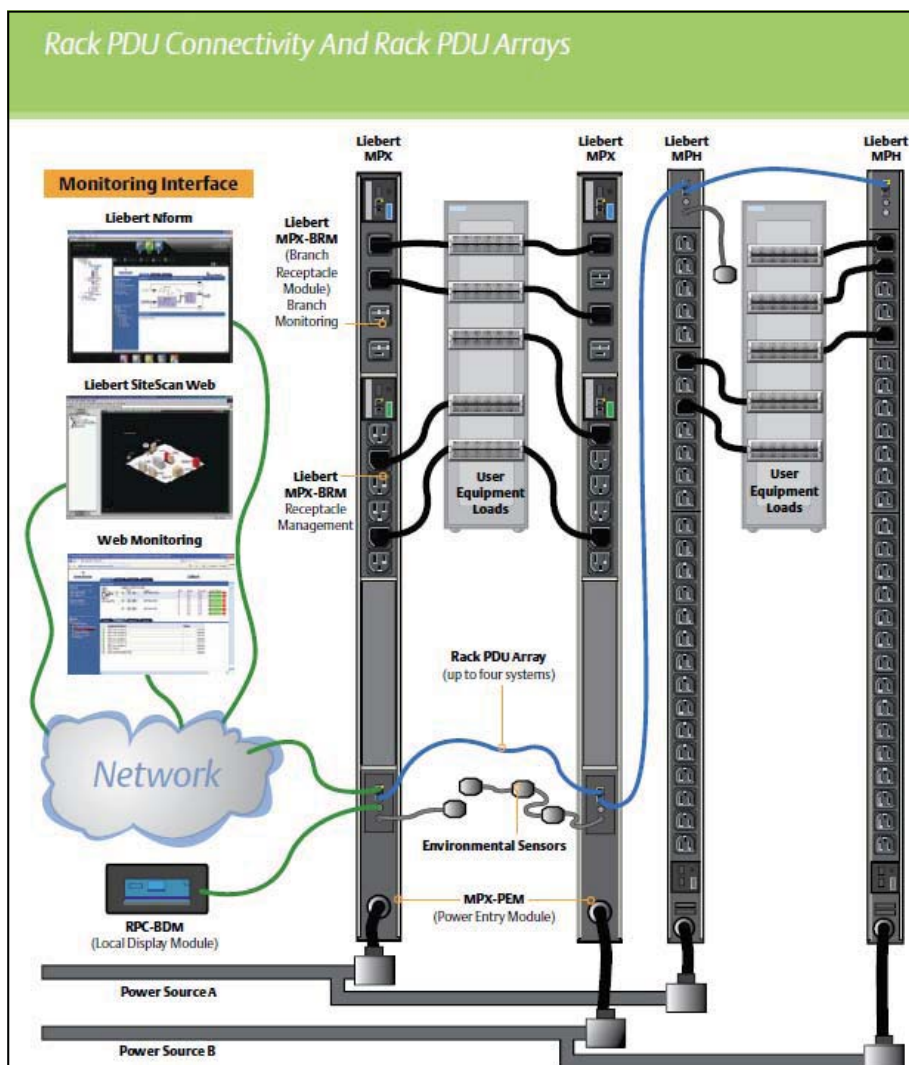 Rack PDU Connectivity And Rack PDU Arrays
Liebert
MPX
Liebert
MPX
Liebert
MPH
Liebert
MPH
Monitoring Interface
Liebert Nform
Liebert
MPX-BRM
(Branch
Receptacle
Module)
Branch
Monitoring
Liebert SiteScan Web
Liebert
MPX-BRM
Receptacle
Management
User
Equipment
Loads
User
Equipment
Loads
Web Monitoring
Rack PDU Array
(up to four systems)
Network
Environmental Sensors
MPX-PEM
(Power Entry Module)
RPC-BDM
(Local Display Module)
Power Source A
Power Source B